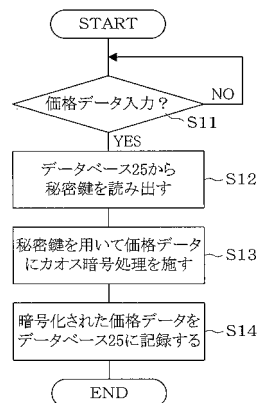 START
価格データ入力？
NO
S11
YES
データベース25から
秘密鍵を読み出す
S12
秘密鍵を用いて価格データ
にカオス暗号処理を施す
S13
暗号化された価格データを
データベース25に記録する
S14
END